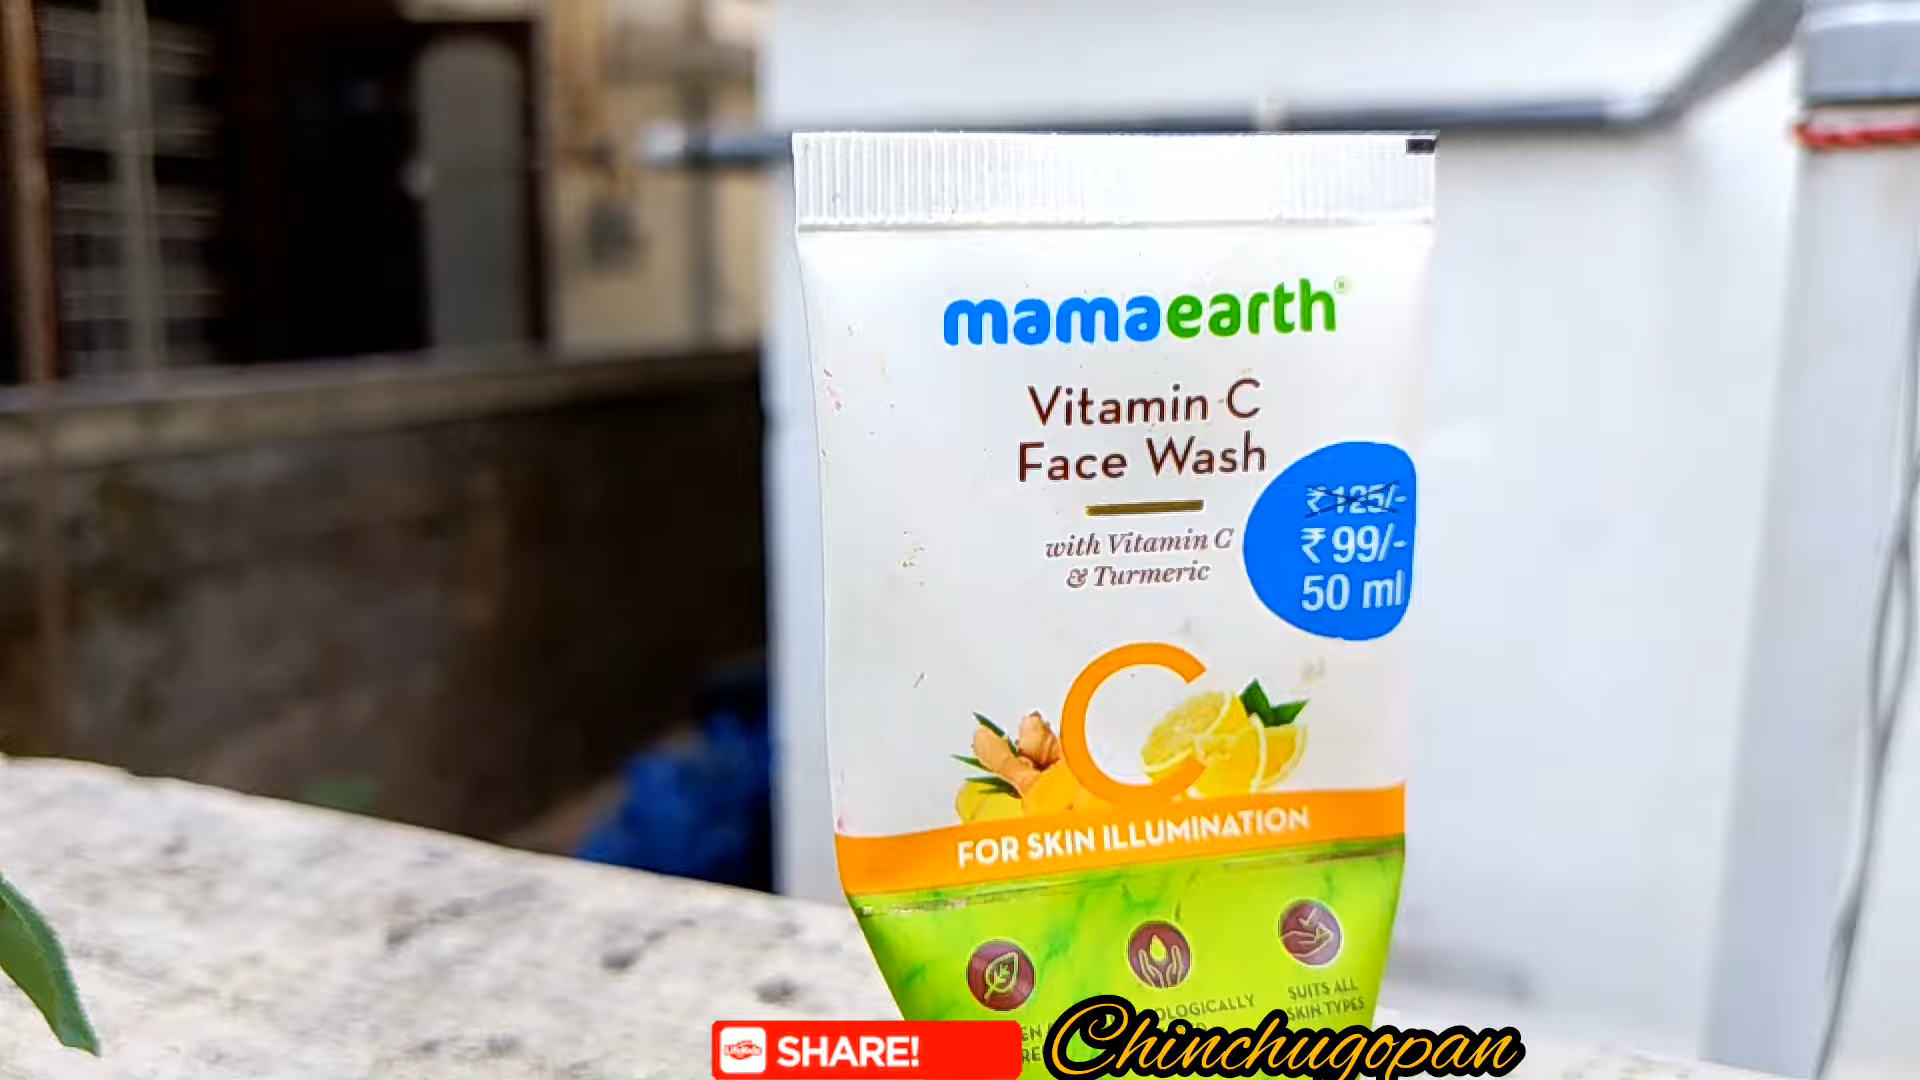 mamaearth®
Vitamin C
Face Wash
with Vitamin C
& Turmeric
₹125/-
₹99/-
50 ml
FOR SKIN ILLUMINATION
SUITS ALL
SKIN TYPES
SHARE!
Chinchugopan